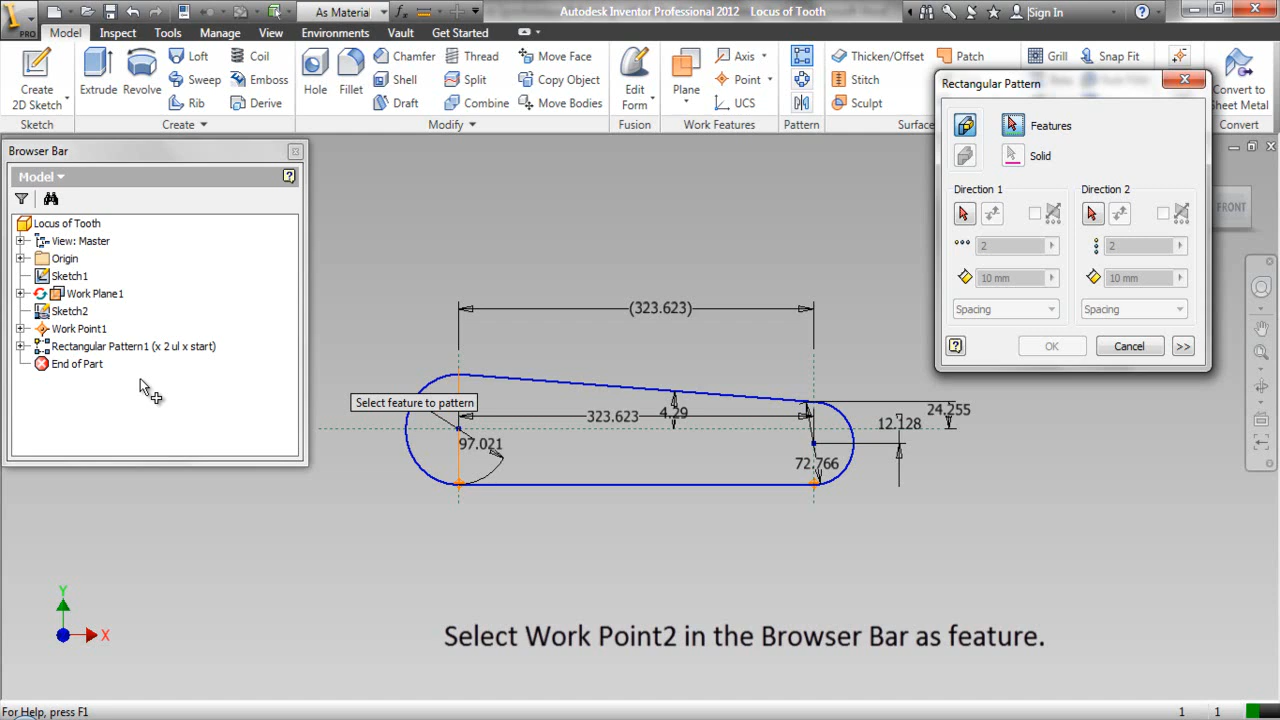 As Material
Autodesk Inventor Professional 2012 Locus of Tooth
Sign In
PRO
Model Inspect Tools Manage View Environments Vault Get Started
Create
2D Sketch
Sketch
Extrude
Revolve
Loft
Sweep
Rib
Coil
Emboss
Derive
Create
Hole
Fillet
Chamfer
Shell
Draft
Thread
Split
Combine
Move Face
Copy Object
Move Bodies
Modify
Edit
Form
Fusion
Plane
Axis
Point
UCS
Work Features
Pattern
Thicken/Offset
Stitch
Sculpt
Patch
Surface
Grill
Snap Fit
Convert to
Sheet Metal
Convert
Browser Bar
Model
Locus of Tooth
View: Master
Origin
Sketch1
Work Plane1
Sketch2
Work Point1
Rectangular Pattern1 (x 2 ul x start)
End of Part
Rectangular Pattern
Features
Solid
Direction 1
Direction 2
2
2
10 mm
10 mm
Spacing
Spacing
OK
Cancel
>>
FRONT
(323.623)
Select feature to pattern
323.623
4.29
24.255
12.128
97.021
72.766
Y
X
Select Work Point2 in the Browser Bar as feature.
For Help, press F1
1 1